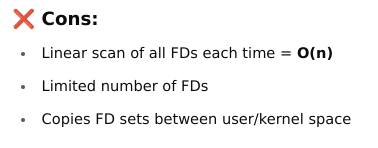 ❌ Cons:
• Linear scan of all FDs each time = O(n)
• Limited number of FDs
• Copies FD sets between user/kernel space